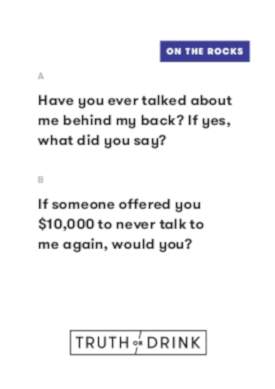 ON THE ROCKS
A
Have you ever talked about
me behind my back? If yes,
what did you say?
B
If someone offered you
$10,000 to never talk to
me again, would you?
TRUTH OR DRINK